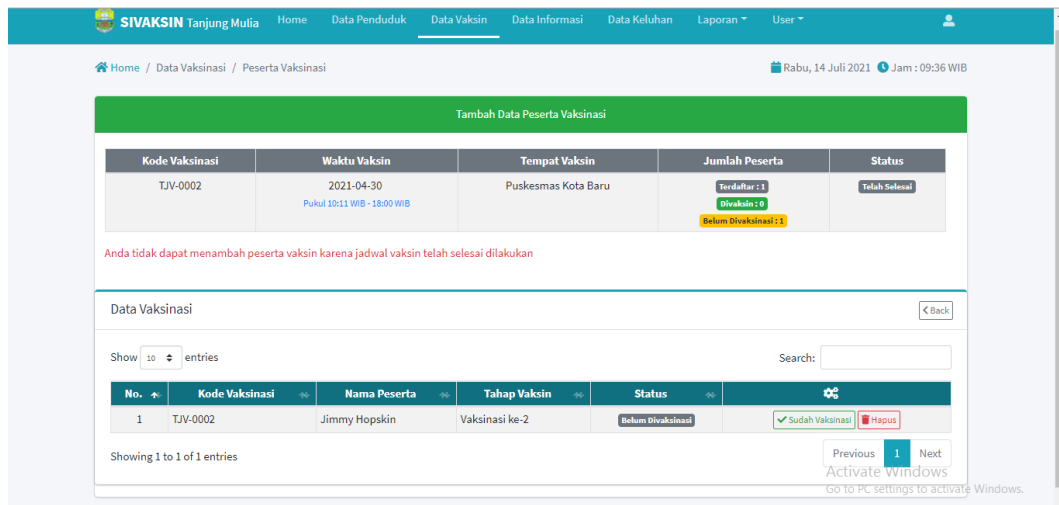 SIVAKSIN Tanjung Mulia Home Data Penduduk Data Vaksin Data Informasi Data Keluhan Laporan User
Home / Data Vaksinasi / Peserta Vaksinasi Rabu, 14 Juli 2021 Jam : 09:36 WIB
Tambah Data Peserta Vaksinasi
Kode Vaksinasi Waktu Vaksin Tempat Vaksin Jumlah Peserta Status
TJV-0002 2021-04-30 Puskesmas Kota Baru Terdaftar : 1 Telah Selesai
Pukul 10:11 WIB - 18:00 WIB Divaksin : 0
Belum Divaksinasi : 1
Anda tidak dapat menambah peserta vaksin karena jadwal vaksin telah selesai dilakukan
Data Vaksinasi Back
Show 10 entries Search:
No. Kode Vaksinasi Nama Peserta Tahap Vaksin Status
1 TJV-0002 Jimmy Hopskin Vaksinasi ke-2 Belum Divaksinasi Sudah Vaksinasi Hapus
Showing 1 to 1 of 1 entries Previous 1 Next
Activate Windows
Go to PC settings to activate Windows.